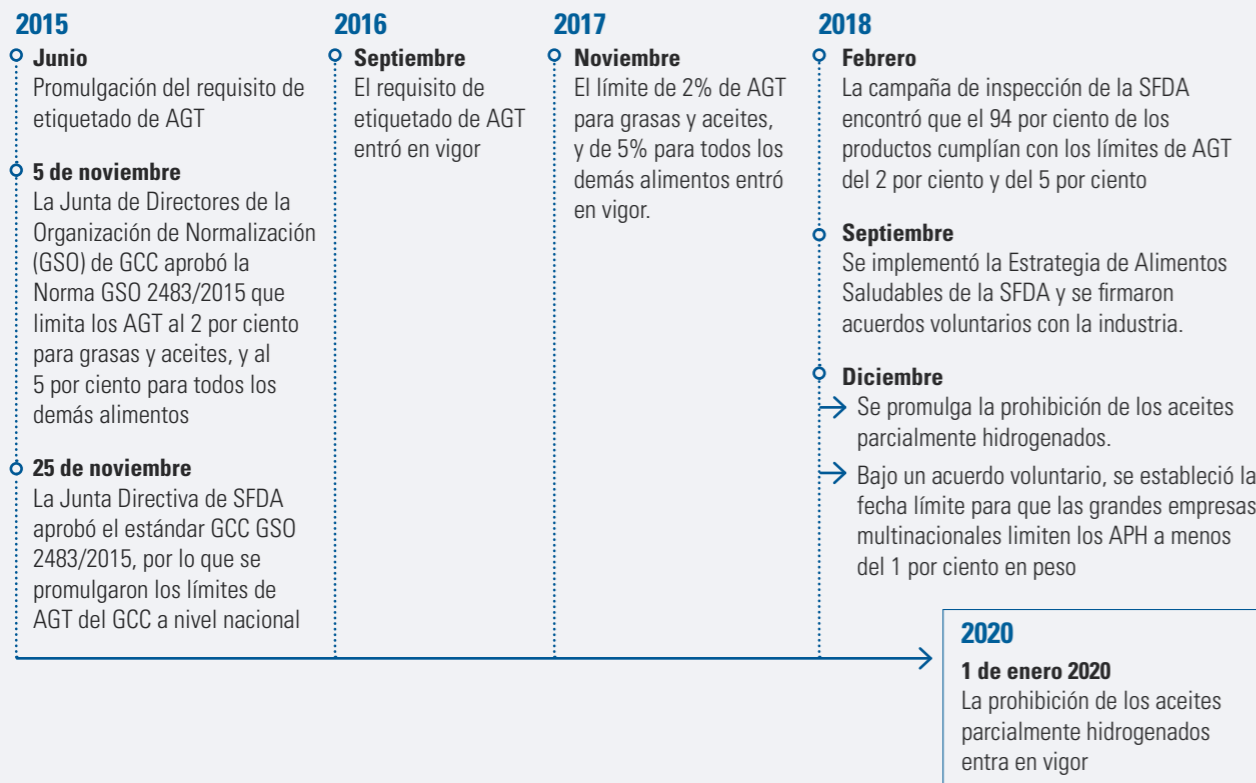 2015
Junio
Promulgación del requisito de
etiquetado de AGT
5 de noviembre
La Junta de Directores de la
Organización de Normalización
(GSO) de GCC aprobó la
Norma GSO 2483/2015 que
limita los AGT al 2 por ciento
para grasas y aceites, y al
5 por ciento para todos los
demás alimentos
25 de noviembre
La Junta Directiva de SFDA
aprobó el estándar GCC GSO
2483/2015, por lo que se
promulgaron los límites de
AGT del GCC a nivel nacional
2016
Septiembre
El requisito de
etiquetado de AGT
entró en vigor
2017
Noviembre
El límite de 2% de AGT
para grasas y aceites,
y de 5% para todos los
demás alimentos entró
en vigor.
2018
Febrero
La campaña de inspección de la SFDA
encontró que el 94 por ciento de los
productos cumplían con los límites de AGT
del 2 por ciento y del 5 por ciento
Septiembre
Se implementó la Estrategia de Alimentos
Saludables de la SFDA y se firmaron
acuerdos voluntarios con la industria.
Diciembre
Se promulga la prohibición de los aceites
parcialmente hidrogenados.
Bajo un acuerdo voluntario, se estableció la
fecha límite para que las grandes empresas
multinacionales limiten los APH a menos
del 1 por ciento en peso
2020
1 de enero 2020
La prohibición de los aceites
parcialmente hidrogenados
entra en vigor